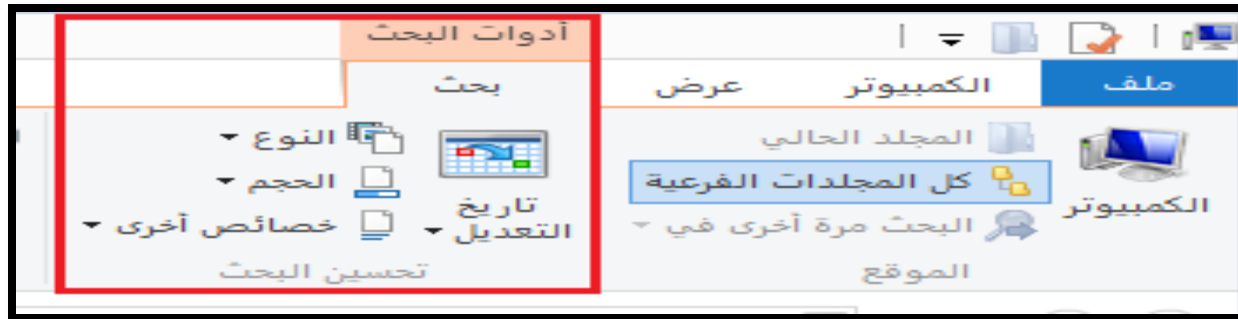 أدوات البحث
ملف الكمبيوتر عرض بحث
الكمبيوتر
المجلد الحالي
كل المجلدات الفرعية
البحث مرة أخرى في
الموقع
تاريخ
التعديل
النوع
الحجم
خصائص أخرى
تحسين البحث